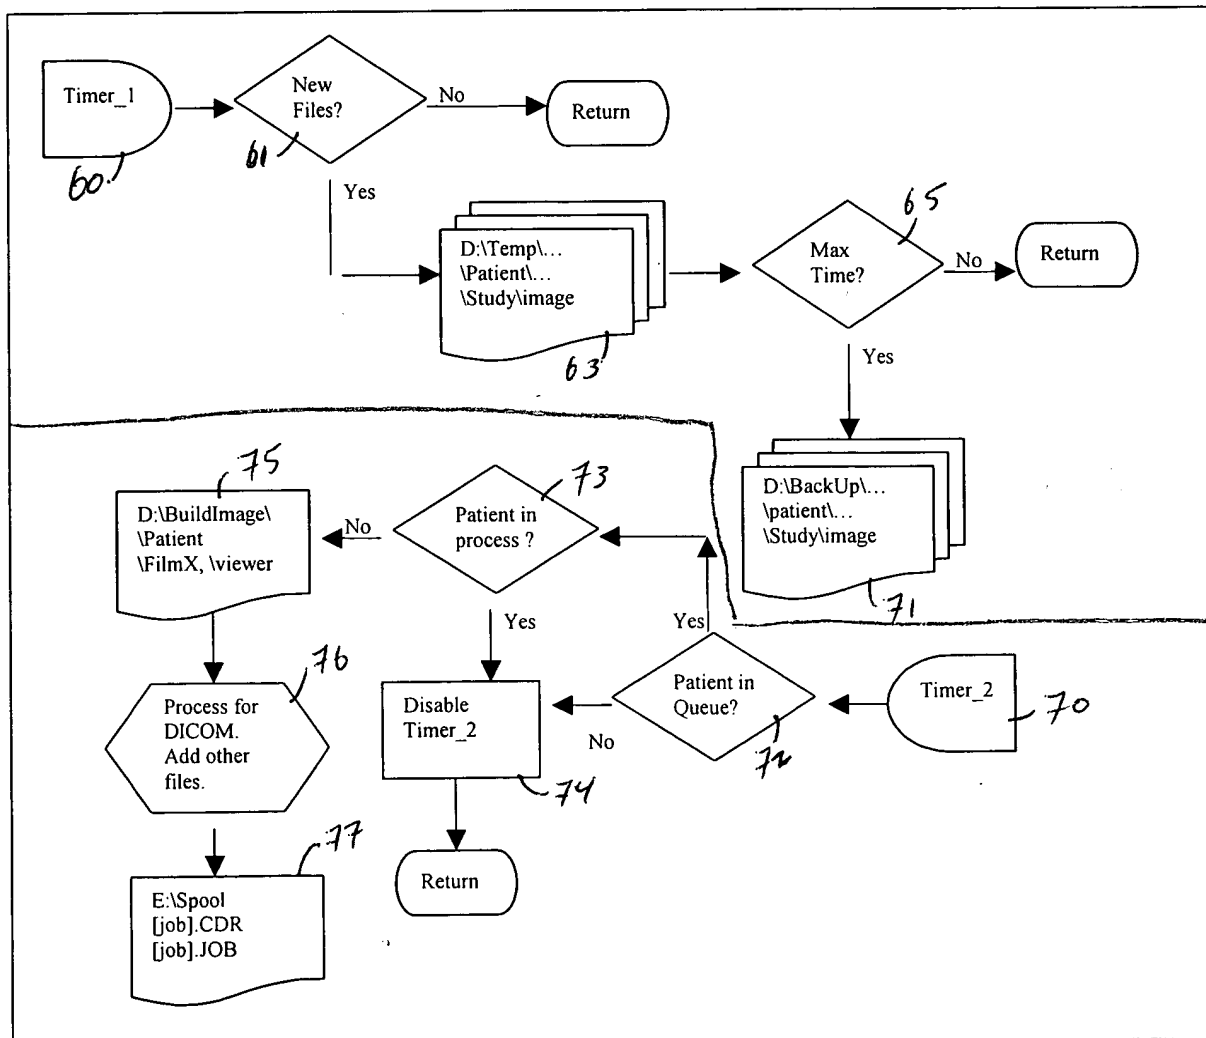 Timer_1
60
New
Files?
61
No
Return
Yes
D:\Temp\...
\Patient\...
\Study\image
63
Max
Time?
65
No
Return
Yes
D:\BackUp\...
\patient\...
\Study\image
71
75
D:\BuildImage\
\Patient
\FilmX, \viewer
No
Patient in
process ?
73
Yes
Yes
Process for
DICOM.
Add other
files.
76
Disable
Timer_2
74
No
Patient in
Queue?
72
Timer_2
70
E:\Spool
[job].CDR
[job].JOB
77
Return